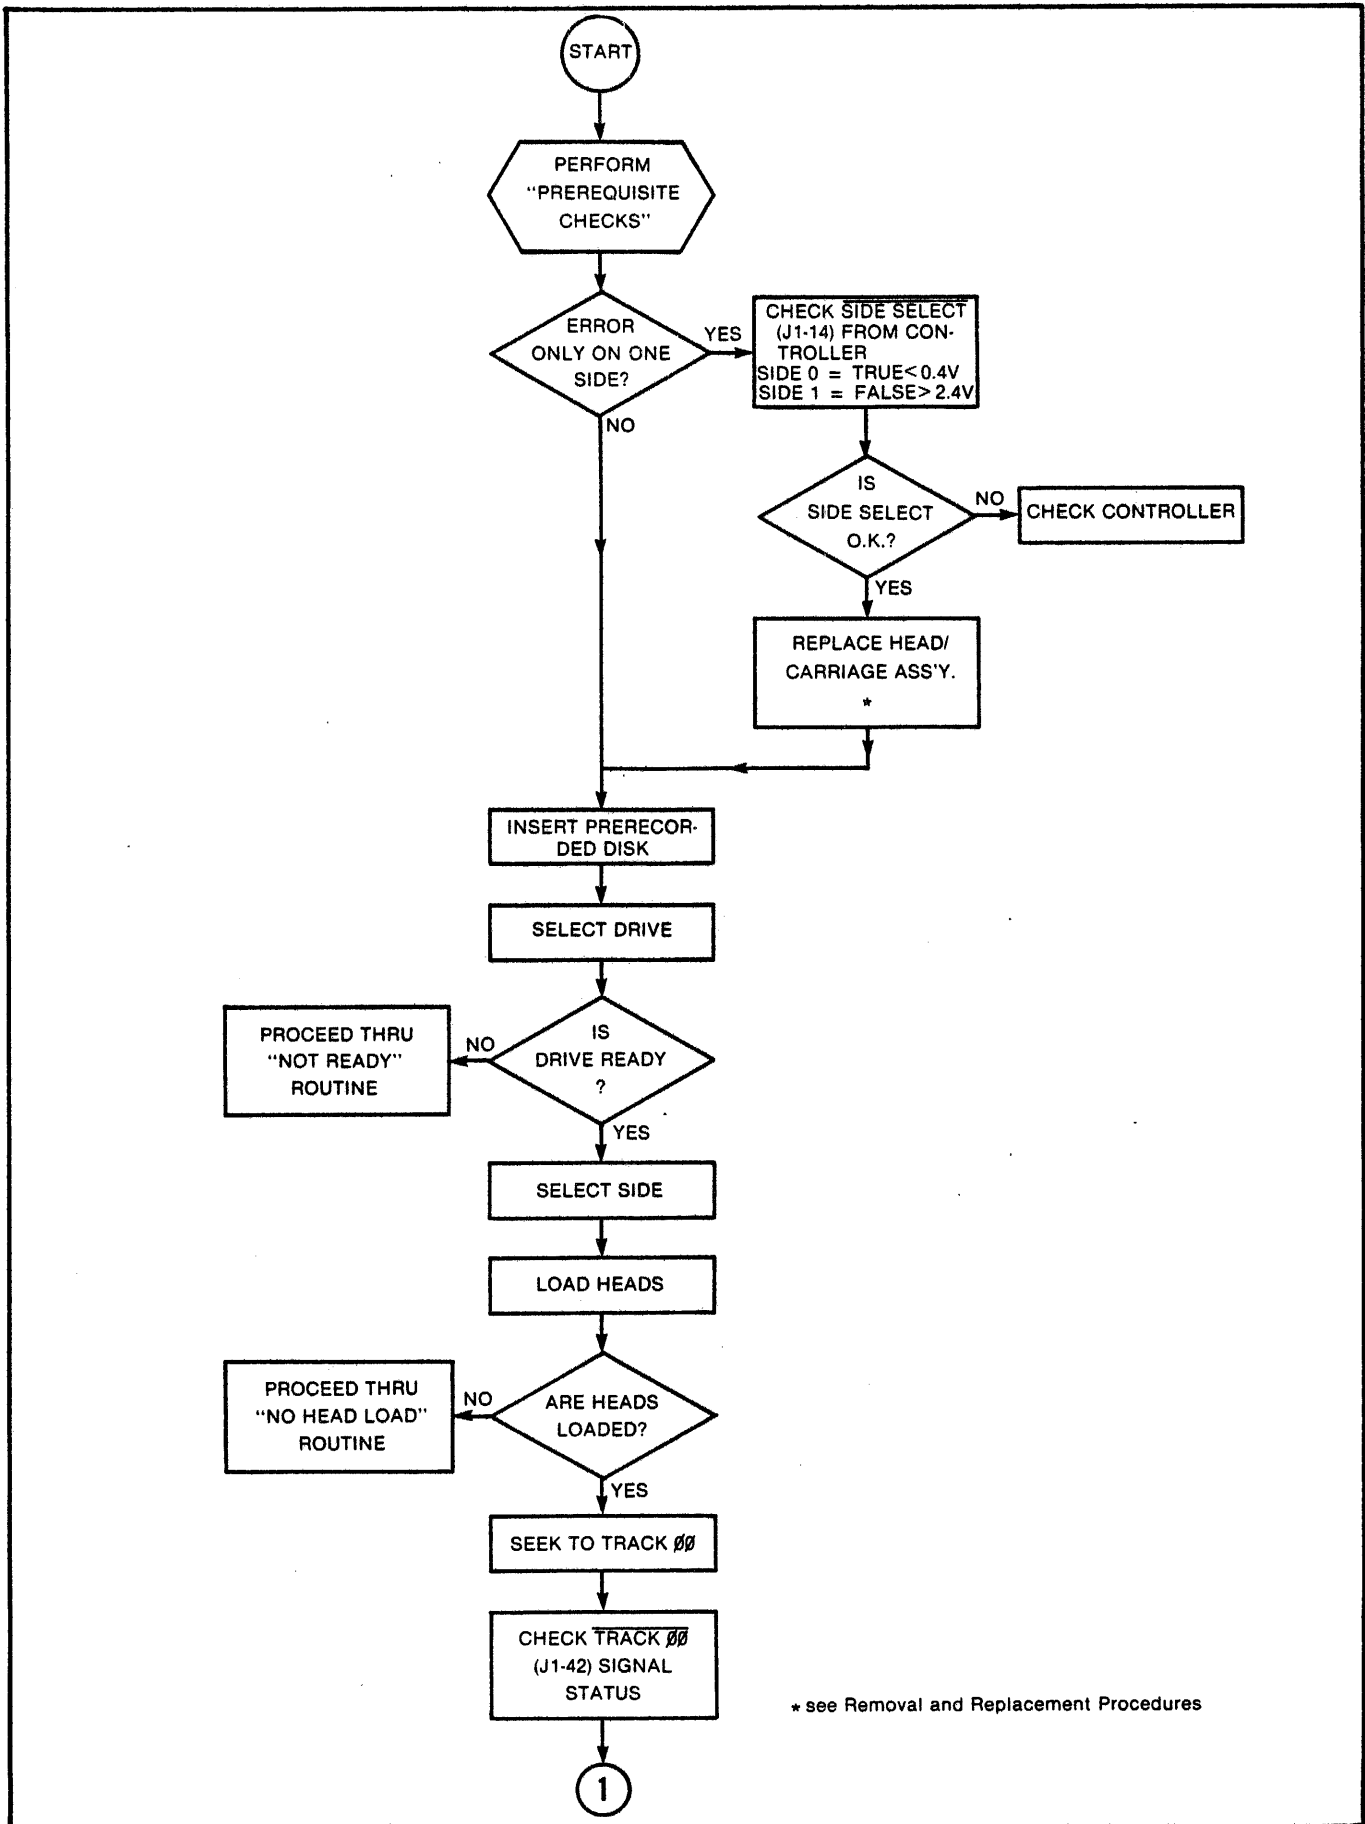 START
PERFORM
"PREREQUISITE
CHECKS"
ERROR
ONLY ON ONE
SIDE?
YES
NO
CHECK SIDE SELECT
(J1-14) FROM CON-
TROLLER
SIDE 0 = TRUE<0.4V
SIDE 1 = FALSE>2.4V
IS
SIDE SELECT
O.K.?
NO
CHECK CONTROLLER
YES
REPLACE HEAD/
CARRIAGE ASS'Y.
*
INSERT PRERECOR-
DED DISK
SELECT DRIVE
IS
DRIVE READY
?
NO
PROCEED THRU
"NOT READY"
ROUTINE
YES
SELECT SIDE
LOAD HEADS
ARE HEADS
LOADED?
NO
PROCEED THRU
"NO HEAD LOAD"
ROUTINE
YES
SEEK TO TRACK ØØ
CHECK TRACK ØØ
(J1-42) SIGNAL
STATUS
* see Removal and Replacement Procedures
1